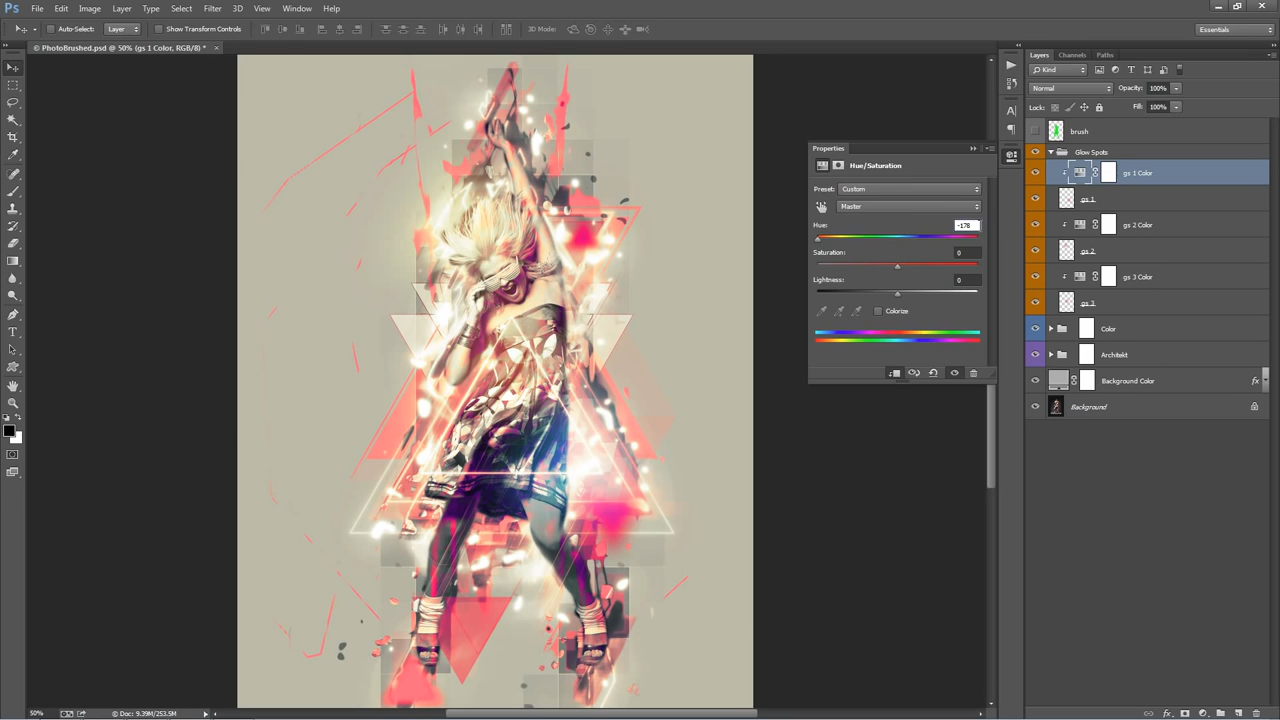 Ps File Edit Image Layer Type Select Filter 3D View Window Help
Auto-Select: Layer Show Transform Controls 3D Mode: Essentials
© PhotoBrushed.psd @ 50% (gs 1 Color, RGB/8) * ×
Layers Channels Paths
Kind
Normal Opacity: 100%
Lock: Fill: 100%
brush
Glow Spots
gs 1 Color
gs 1
gs 2 Color
gs 2
gs 3 Color
gs 3
Color
Architekt
Background Color fx
Background
Properties
Hue/Saturation
Preset: Custom
Master
Hue: -178
Saturation: 0
Lightness: 0
Colorize
50% Doc: 9.39M/253.5M